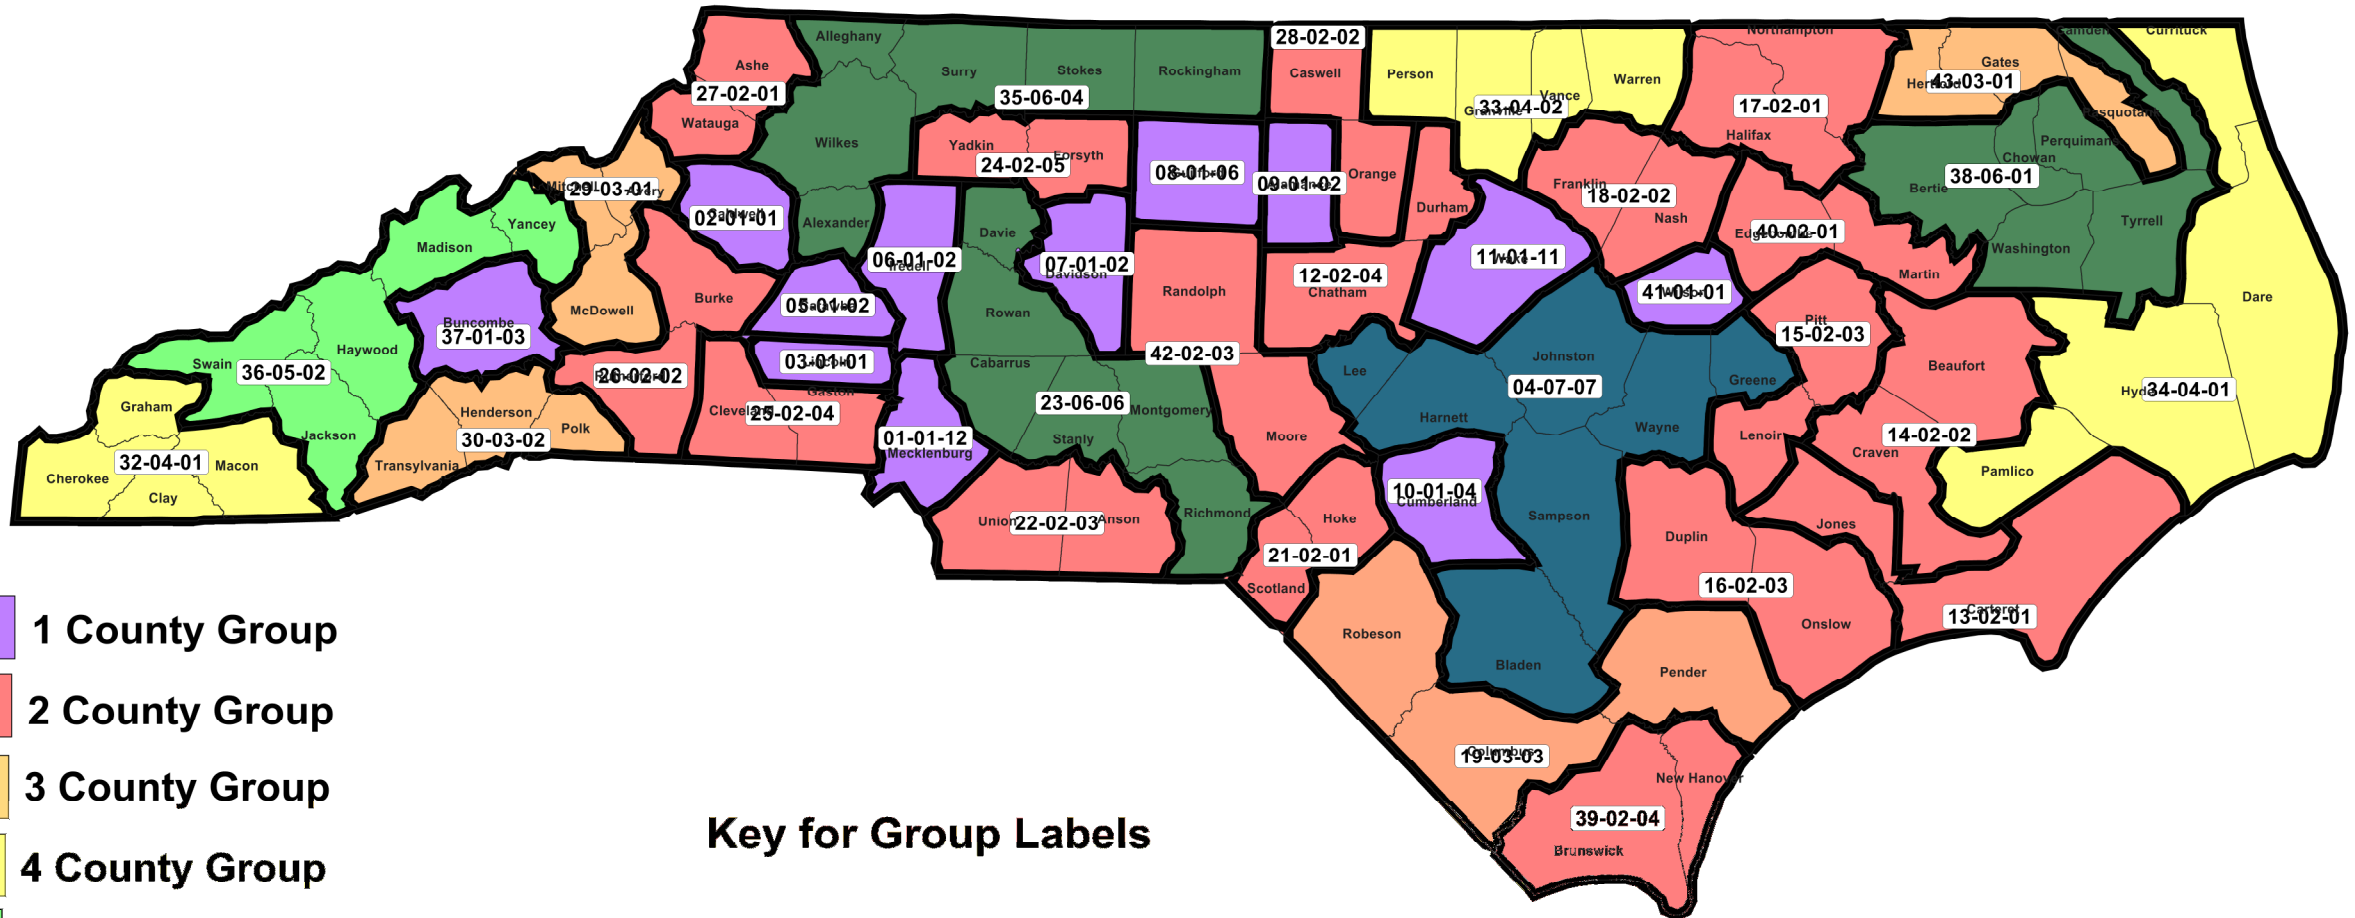 Ashe
27-02-01
Watauga
Alleghany
Surry
Stokes
Rockingham
35-06-04
Wilkes
Alexander
28-02-02
Caswell
Person
Granville
Vance
Warren
33-04-02
Northampton
17-02-01
Halifax
Gates
Hertford
43-03-01
Pasquotank
Camden
Currituck
Perquimans
Chowan
38-06-01
Bertie
Tyrrell
Washington
Yadkin
Forsyth
24-02-05
08-01-06
09-01-02
Orange
Durham
Franklin
18-02-02
Nash
40-02-01
Martin
Mitchell
29-03-01
Avery
McDowell
02-01-01
Madison
Yancey
Davie
Rowan
Cabarrus
06-01-02
Iredell
07-01-02
Davidson
Randolph
42-02-03
12-02-04
Chatham
11-01-11
41-01-01
Dare
Burke
05-01-02
03-01-01
Buncombe
37-01-03
Swain
36-05-02
Haywood
Jackson
Graham
Cherokee
32-04-01
Macon
Clay
Henderson
30-03-02
Polk
Transylvania
26-02-02
Cleveland
Gaston
25-02-04
01-01-12
Mecklenburg
23-06-06
Stanly
Montgomery
Richmond
Moore
Lee
Harnett
Johnston
04-07-07
Wayne
Greene
Sampson
Bladen
Pitt
15-02-03
Beaufort
Hyde
34-04-01
Lenoir
14-02-02
Craven
Pamlico
Union
22-02-03
Anson
Hoke
21-02-01
Scotland
10-01-04
Cumberland
Duplin
Jones
16-02-03
Onslow
Carteret
13-02-01
Robeson
Pender
Columbus
19-03-03
New Hanover
39-02-04
Brunswick
1 County Group
2 County Group
3 County Group
4 County Group
Key for Group Labels